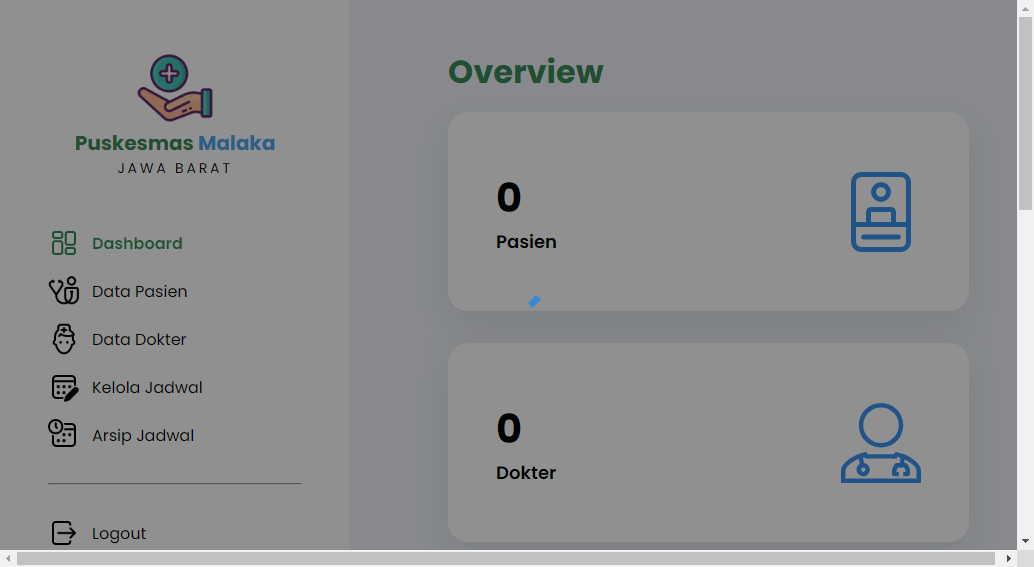 Puskesmas Malaka
JAWA BARAT
Dashboard
Data Pasien
Data Dokter
Kelola Jadwal
Arsip Jadwal
Logout
Overview
0
Pasien
0
Dokter